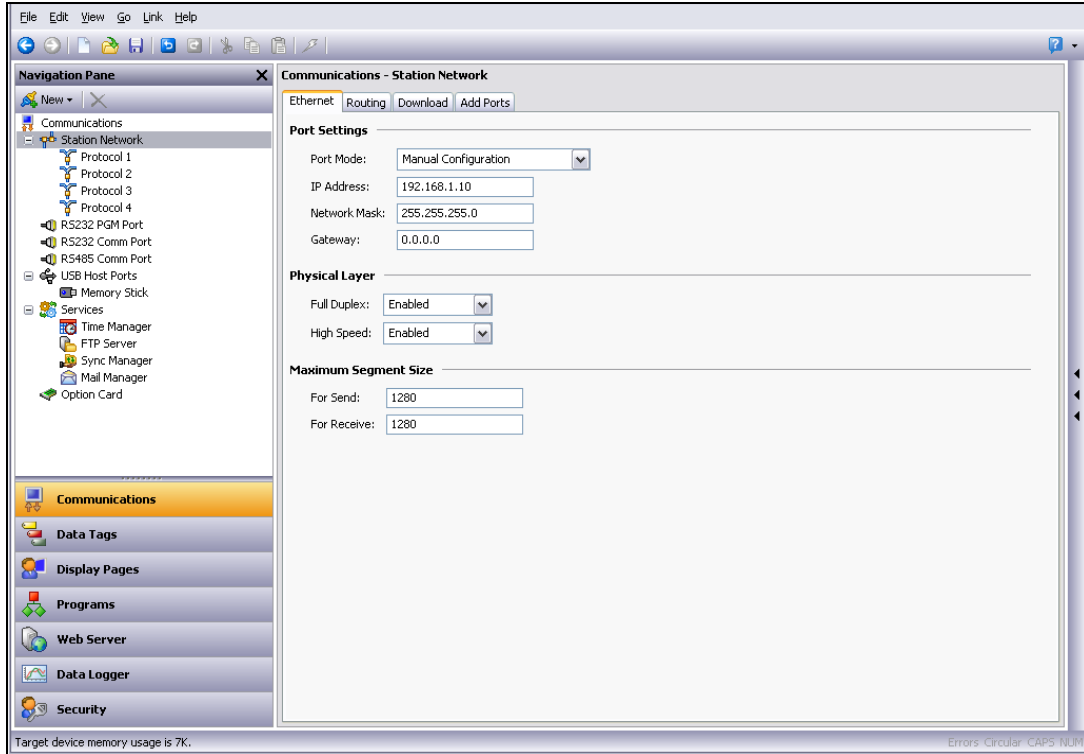 File Edit View Go Link Help
Navigation Pane
New
Communications
Station Network
Protocol 1
Protocol 2
Protocol 3
Protocol 4
RS232 PGM Port
RS232 Comm Port
RS485 Comm Port
USB Host Ports
Memory Stick
Services
Time Manager
FTP Server
Sync Manager
Mail Manager
Option Card
Communications
Data Tags
Display Pages
Programs
Web Server
Data Logger
Security
Communications - Station Network
Ethernet Routing Download Add Ports
Port Settings
Port Mode: Manual Configuration
IP Address: 192.168.1.10
Network Mask: 255.255.255.0
Gateway: 0.0.0.0
Physical Layer
Full Duplex: Enabled
High Speed: Enabled
Maximum Segment Size
For Send: 1280
For Receive: 1280
Target device memory usage is 7K.
Errors Circular CAPS NUM